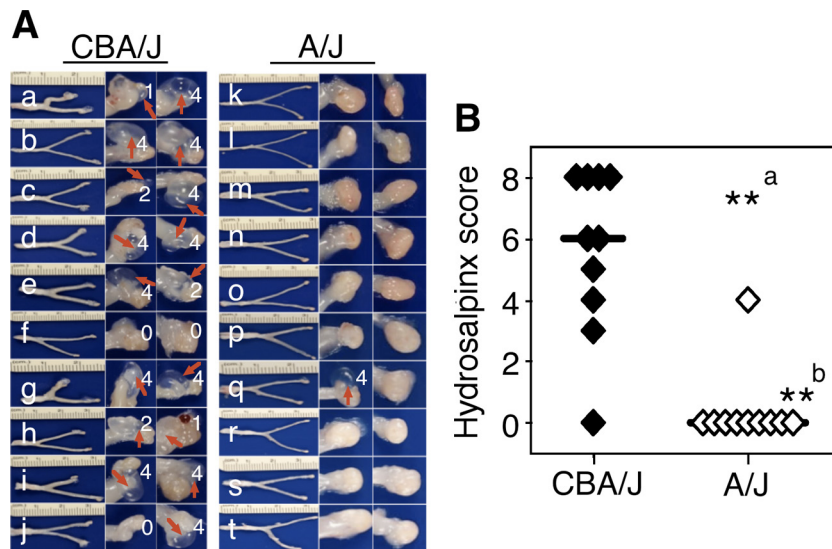 A
CBA/J A/J
a 1 4 k
b 4 4 l
c 2 4 m
d 4 4 n
e 4 2 o
f 0 0 p
g 4 4 q 4
h 2 1 r
i 4 4 s
j 0 4 t
B
Hydrosalpinx score
8
6
4
2
0
** a
** b
CBA/J A/J